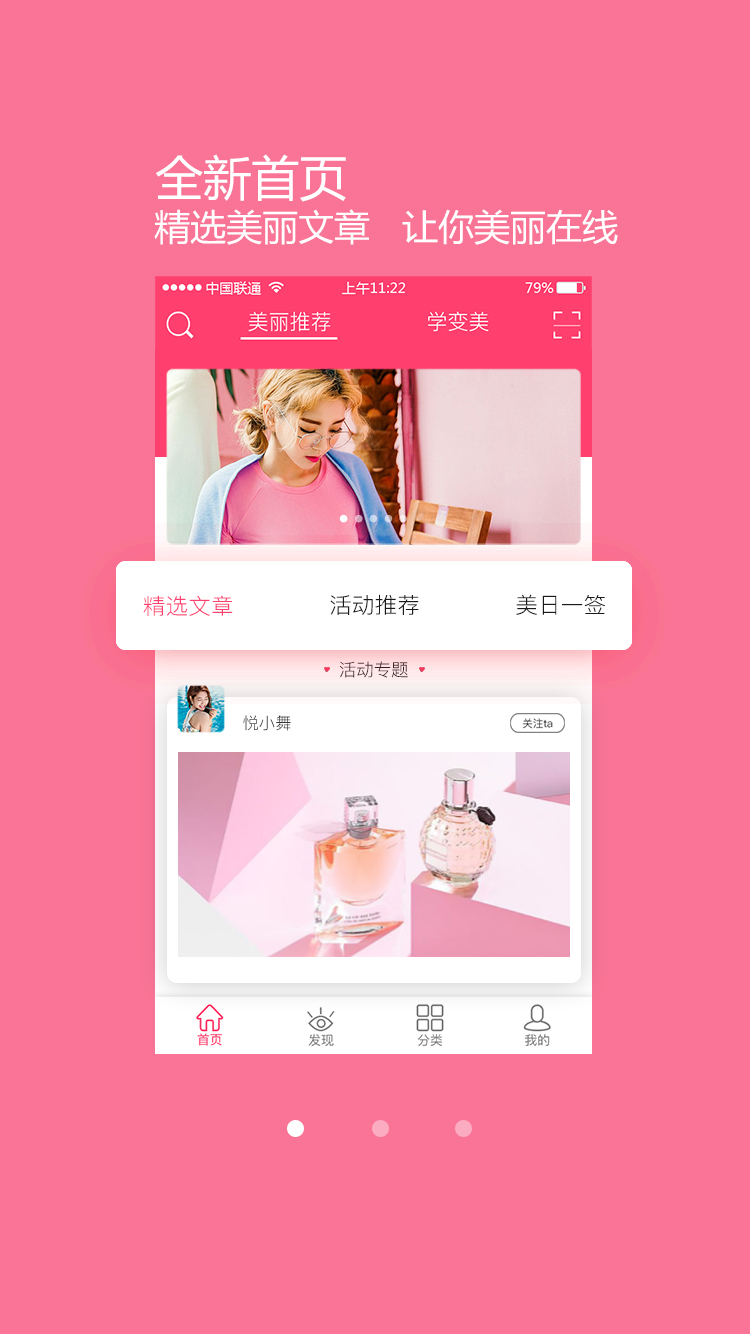 全新首页
精选美丽文章 让你美丽在线
中国联通 上午11:22 79%
美丽推荐 学变美
精选文章 活动推荐 美日一签
活动专题
悦小舞 关注ta
首页 发现 分类 我的